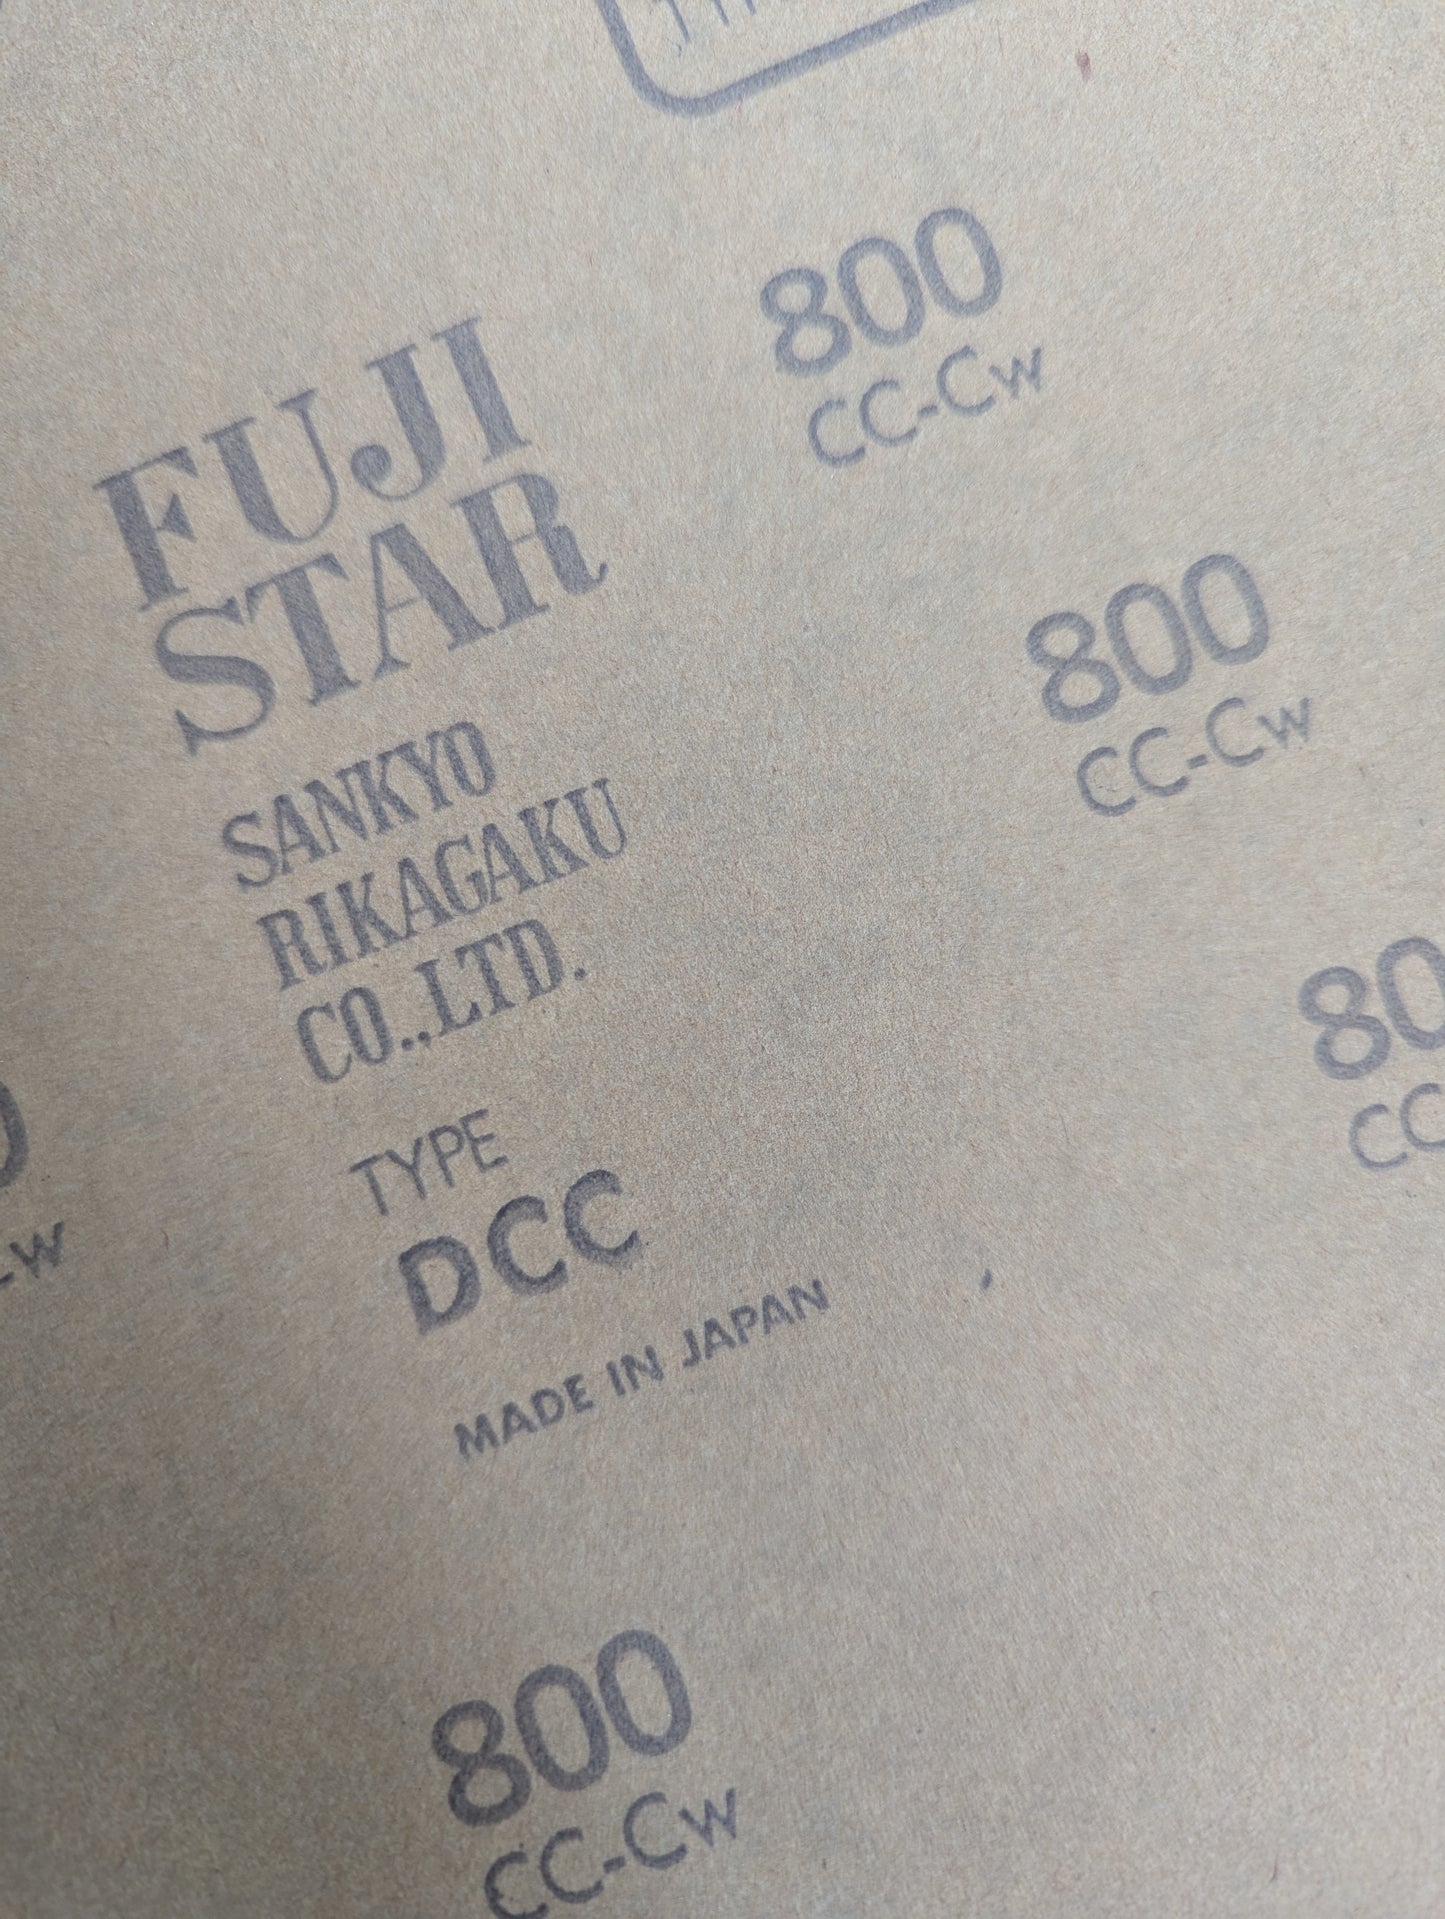 800
CC-Cw
FUJI
STAR
SANKYO
RIKAGAKU
CO.,LTD.
TYPE
DCC
MADE IN JAPAN
800
CC-Cw
800
CC-Cw